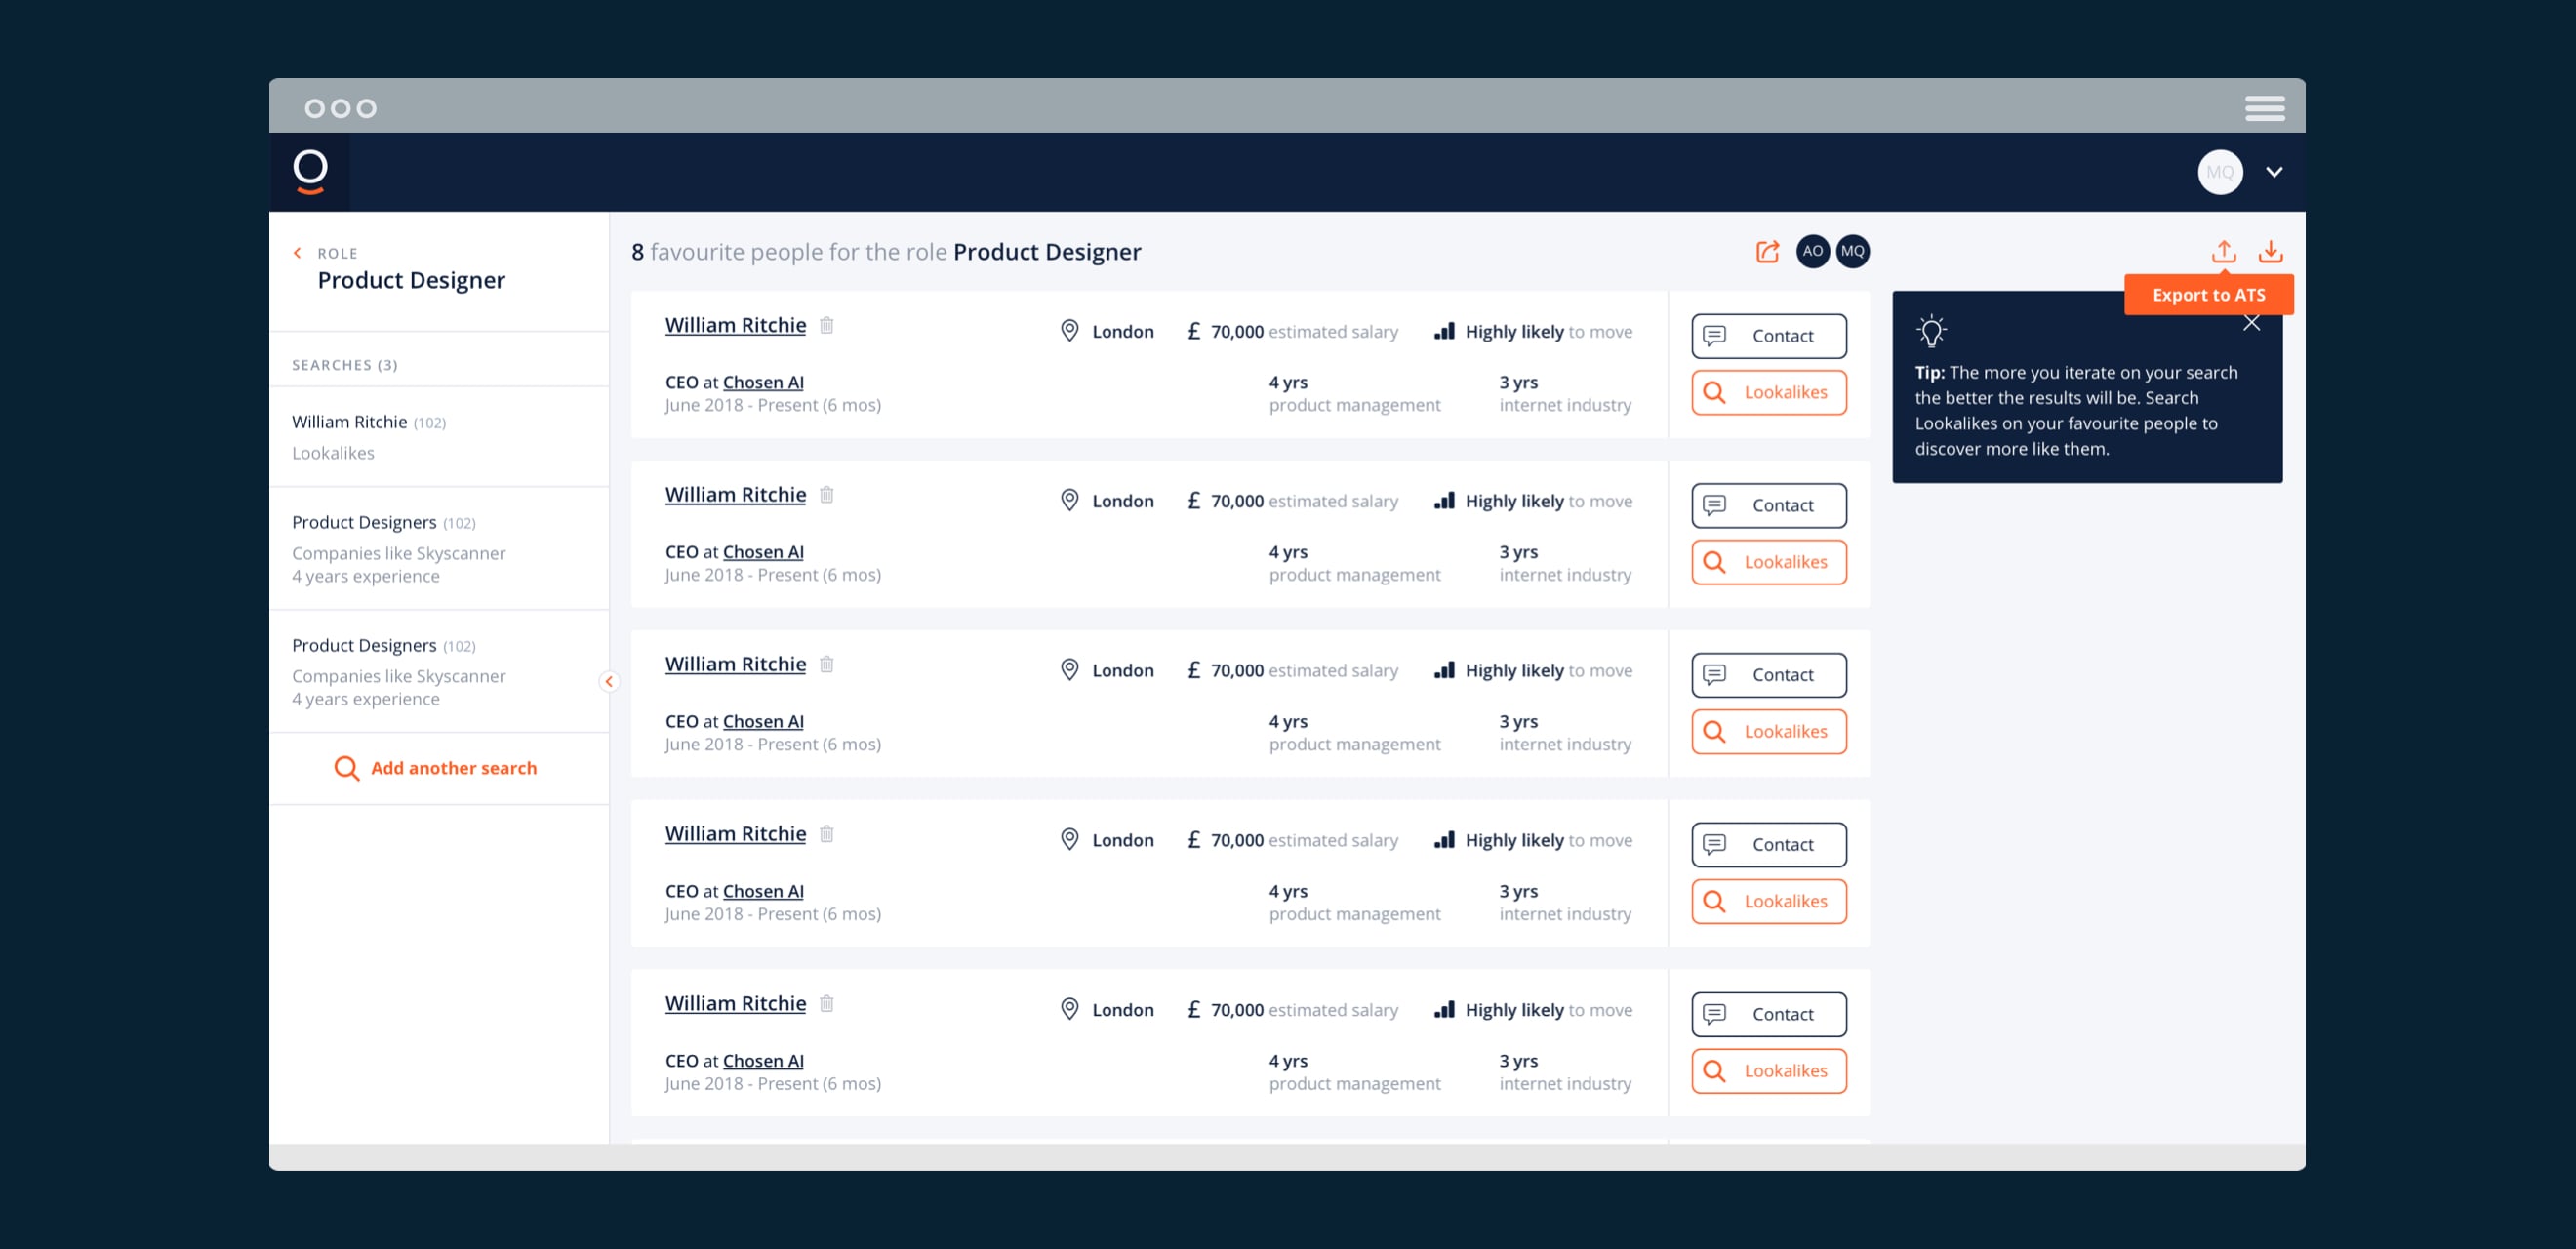 MQ
ROLE
Product Designer
SEARCHES (3)
William Ritchie (102)
Lookalikes
Product Designers (102)
Companies like Skyscanner
4 years experience
Product Designers (102)
Companies like Skyscanner
4 years experience
Add another search
8 favourite people for the role Product Designer
AO MQ
William Ritchie London £ 70,000 estimated salary Highly likely to move
Contact
CEO at Chosen AI 4 yrs 3 yrs
Lookalikes
June 2018 - Present (6 mos) product management internet industry
William Ritchie London £ 70,000 estimated salary Highly likely to move
Contact
CEO at Chosen AI 4 yrs 3 yrs
Lookalikes
June 2018 - Present (6 mos) product management internet industry
William Ritchie London £ 70,000 estimated salary Highly likely to move
Contact
CEO at Chosen AI 4 yrs 3 yrs
Lookalikes
June 2018 - Present (6 mos) product management internet industry
William Ritchie London £ 70,000 estimated salary Highly likely to move
Contact
CEO at Chosen AI 4 yrs 3 yrs
Lookalikes
June 2018 - Present (6 mos) product management internet industry
William Ritchie London £ 70,000 estimated salary Highly likely to move
Contact
CEO at Chosen AI 4 yrs 3 yrs
Lookalikes
June 2018 - Present (6 mos) product management internet industry
Export to ATS
Tip: The more you iterate on your search
the better the results will be. Search
Lookalikes on your favourite people to
discover more like them.